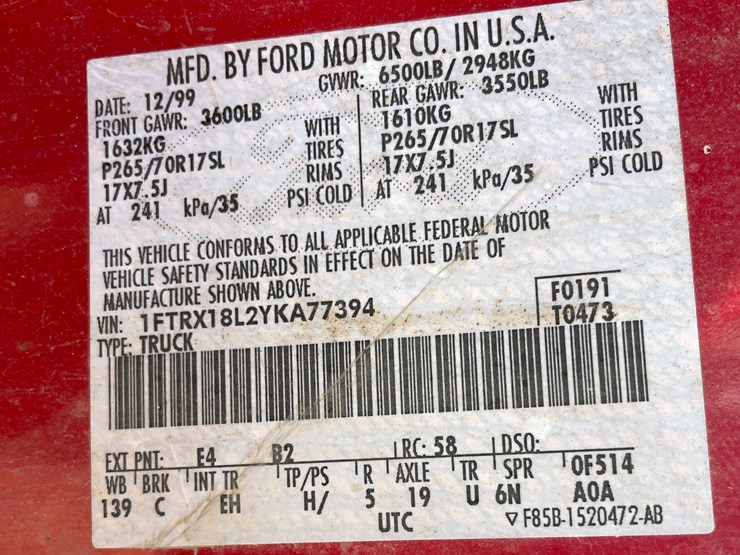 MFD. BY FORD MOTOR CO. IN U.S.A.
DATE: 12/99 GVWR: 6500LB/ 2948KG
FRONT GAWR: 3600LB REAR GAWR: 3550LB
1632KG WITH 1610KG WITH
P265/70R17SL TIRES P265/70R17SL TIRES
17X7.5J RIMS 17X7.5J RIMS
AT 241 kPa/35 PSI COLD AT 241 kPa/35 PSI COLD
THIS VEHICLE CONFORMS TO ALL APPLICABLE FEDERAL MOTOR
VEHICLE SAFETY STANDARDS IN EFFECT ON THE DATE OF
MANUFACTURE SHOWN ABOVE.
VIN: 1FTRX18L2YKA77394 F0191
TYPE: TRUCK T0473
EXT PNT: E4 B2 RC: 58 DSO:
WB BRK INT TR TP/PS R AXLE TR SPR 0F514
139 C EH H/ 5 19 U 6N A0A
UTC ▽ F85B-1520472-AB